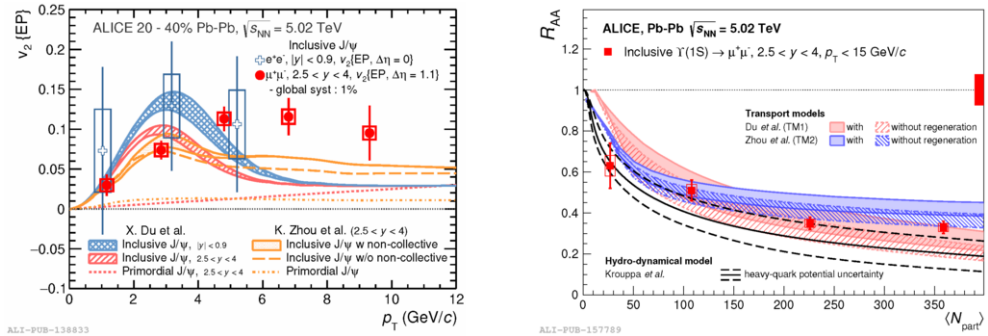 v₂ {EP}
ALICE 20 - 40% Pb-Pb, √sNN = 5.02 TeV
Inclusive J/ψ
e⁺e⁻, |y| < 0.9, v₂{EP, Δη = 0}
μ⁺μ⁻, 2.5 < y < 4, v₂{EP, Δη = 1.1}
- global syst : 1%
0.25
0.2
0.15
0.1
0.05
0
−0.05
−0.1
X. Du et al.
K. Zhou et al. (2.5 < y < 4)
Inclusive J/ψ, |y| < 0.9
Inclusive J/ψ w non-collective
Inclusive J/ψ, 2.5 < y < 4
Inclusive J/ψ w/o non-collective
Primordial J/ψ, 2.5 < y < 4
Primordial J/ψ
0 2 4 6 8 10 12
pT (GeV/c)
ALI-PUB-138833
RAA
ALICE, Pb-Pb, √sNN = 5.02 TeV
Inclusive ϒ(1S) → μ⁺μ⁻, 2.5 < y < 4, pT < 15 GeV/c
1.2
1
0.8
0.6
0.4
0.2
0
Transport models
Du et al. (TM1) with without regeneration
Zhou et al. (TM2) with without regeneration
Hydro-dynamical model
Krouppa et al. heavy-quark potential uncertainty
0 50 100 150 200 250 300 350
⟨Npart⟩
ALI-PUB-157789